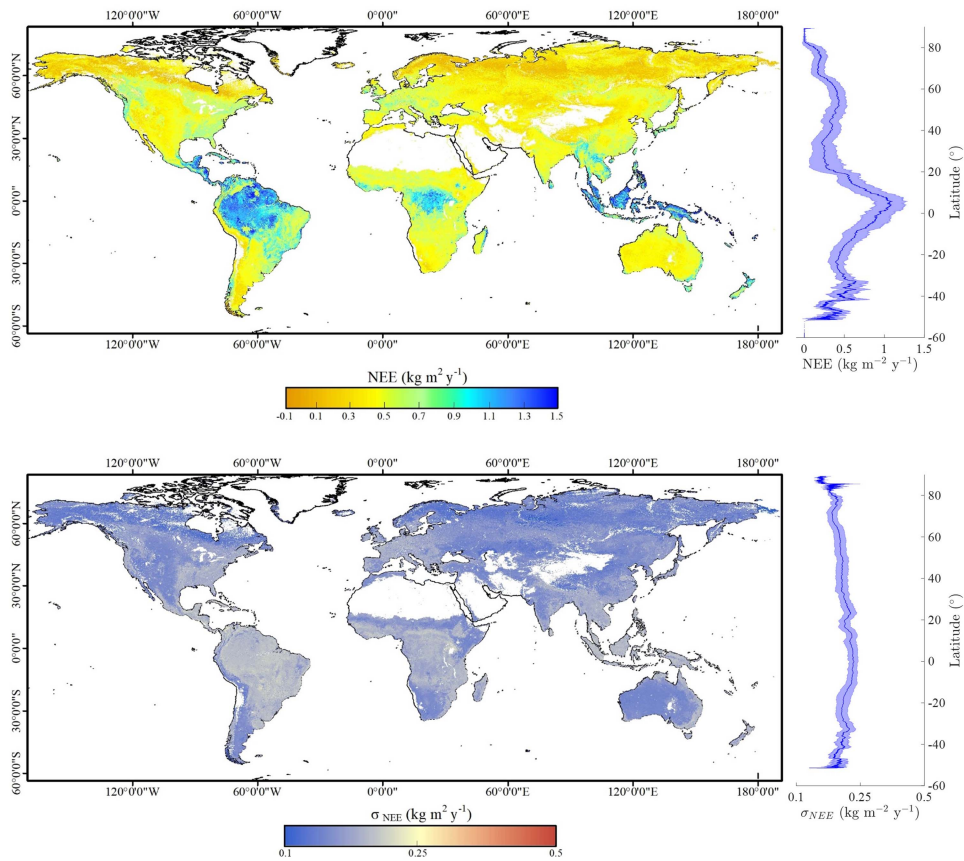 120°0'0"W 60°0'0"W 0°0'0" 60°0'0"E 120°0'0"E 180°0'0"
60°0'0"N
30°0'0"N
0°0'0"
30°0'0"S
60°0'0"S
120°0'0"W 60°0'0"W 0°0'0" 60°0'0"E 120°0'0"E 180°0'0"
80
60
40
20
0
-20
-40
-60
Latitude (°)
0 0.5 1 1.5
NEE (kg m⁻² y⁻¹)
NEE (kg m² y⁻¹)
-0.1 0.1 0.3 0.5 0.7 0.9 1.1 1.3 1.5
120°0'0"W 60°0'0"W 0°0'0" 60°0'0"E 120°0'0"E 180°0'0"
60°0'0"N
30°0'0"N
0°0'0"
30°0'0"S
60°0'0"S
120°0'0"W 60°0'0"W 0°0'0" 60°0'0"E 120°0'0"E 180°0'0"
80
60
40
20
0
-20
-40
-60
Latitude (°)
0.1 0.25 0.5
σNEE (kg m⁻² y⁻¹)
σ NEE (kg m² y⁻¹)
0.1 0.25 0.5